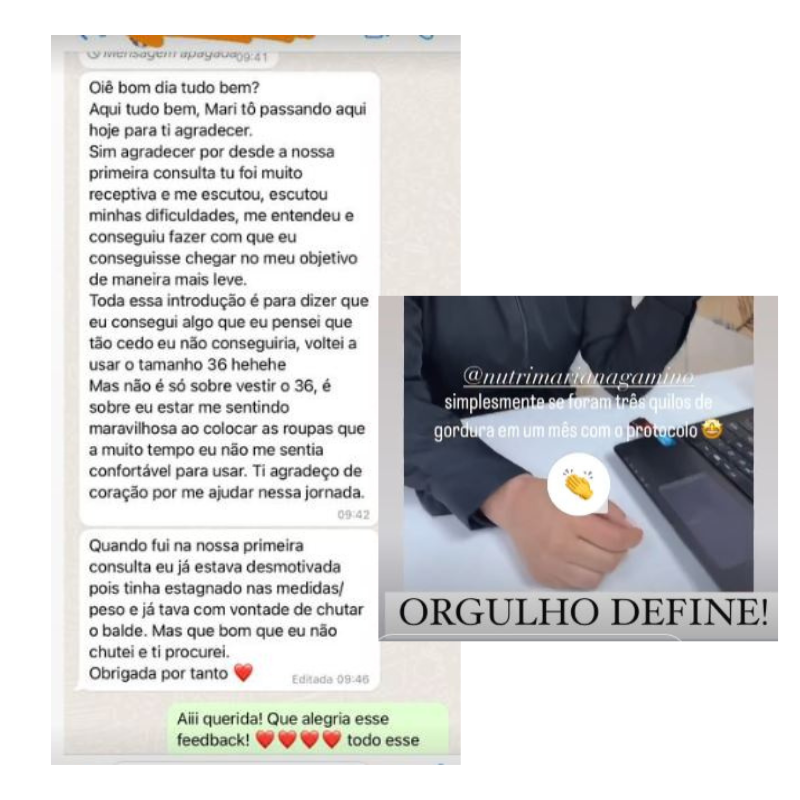 Mensagem apagada 09:41
Oiê bom dia tudo bem?
Aqui tudo bem, Mari tô passando aqui
hoje para ti agradecer.
Sim agradecer por desde a nossa
primeira consulta tu foi muito
receptiva e me escutou, escutou
minhas dificuldades, me entendeu e
conseguiu fazer com que eu
conseguisse chegar no meu objetivo
de maneira mais leve.
Toda essa introdução é para dizer que
eu consegui algo que eu pensei que
tão cedo eu não conseguiria, voltei a
usar o tamanho 36 hehehe
Mas não é só sobre vestir o 36, é
sobre eu estar me sentindo
maravilhosa ao colocar as roupas que
a muito tempo eu não me sentia
confortável para usar. Ti agradeço de
coração por me ajudar nessa jornada.
09:42
Quando fui na nossa primeira
consulta eu já estava desmotivada
pois tinha estagnado nas medidas/
peso e já tava com vontade de chutar
o balde. Mas que bom que eu não
chutei e ti procurei.
Obrigada por tanto ❤️
Editada 09:46
Aiii querida! Que alegria esse
feedback! ❤️❤️❤️❤️ todo esse
@nutrimarianagamino
simplesmente se foram três quilos de
gordura em um mês com o protocolo 🤩
👏
ORGULHO DEFINE!